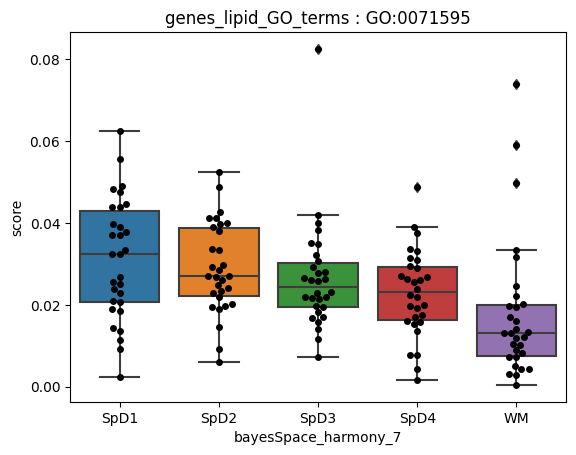 genes_lipid_GO_terms : GO:0071595
0.08
0.06
0.04
0.02
0.00
score
SpD1 SpD2 SpD3 SpD4 WM
bayesSpace_harmony_7